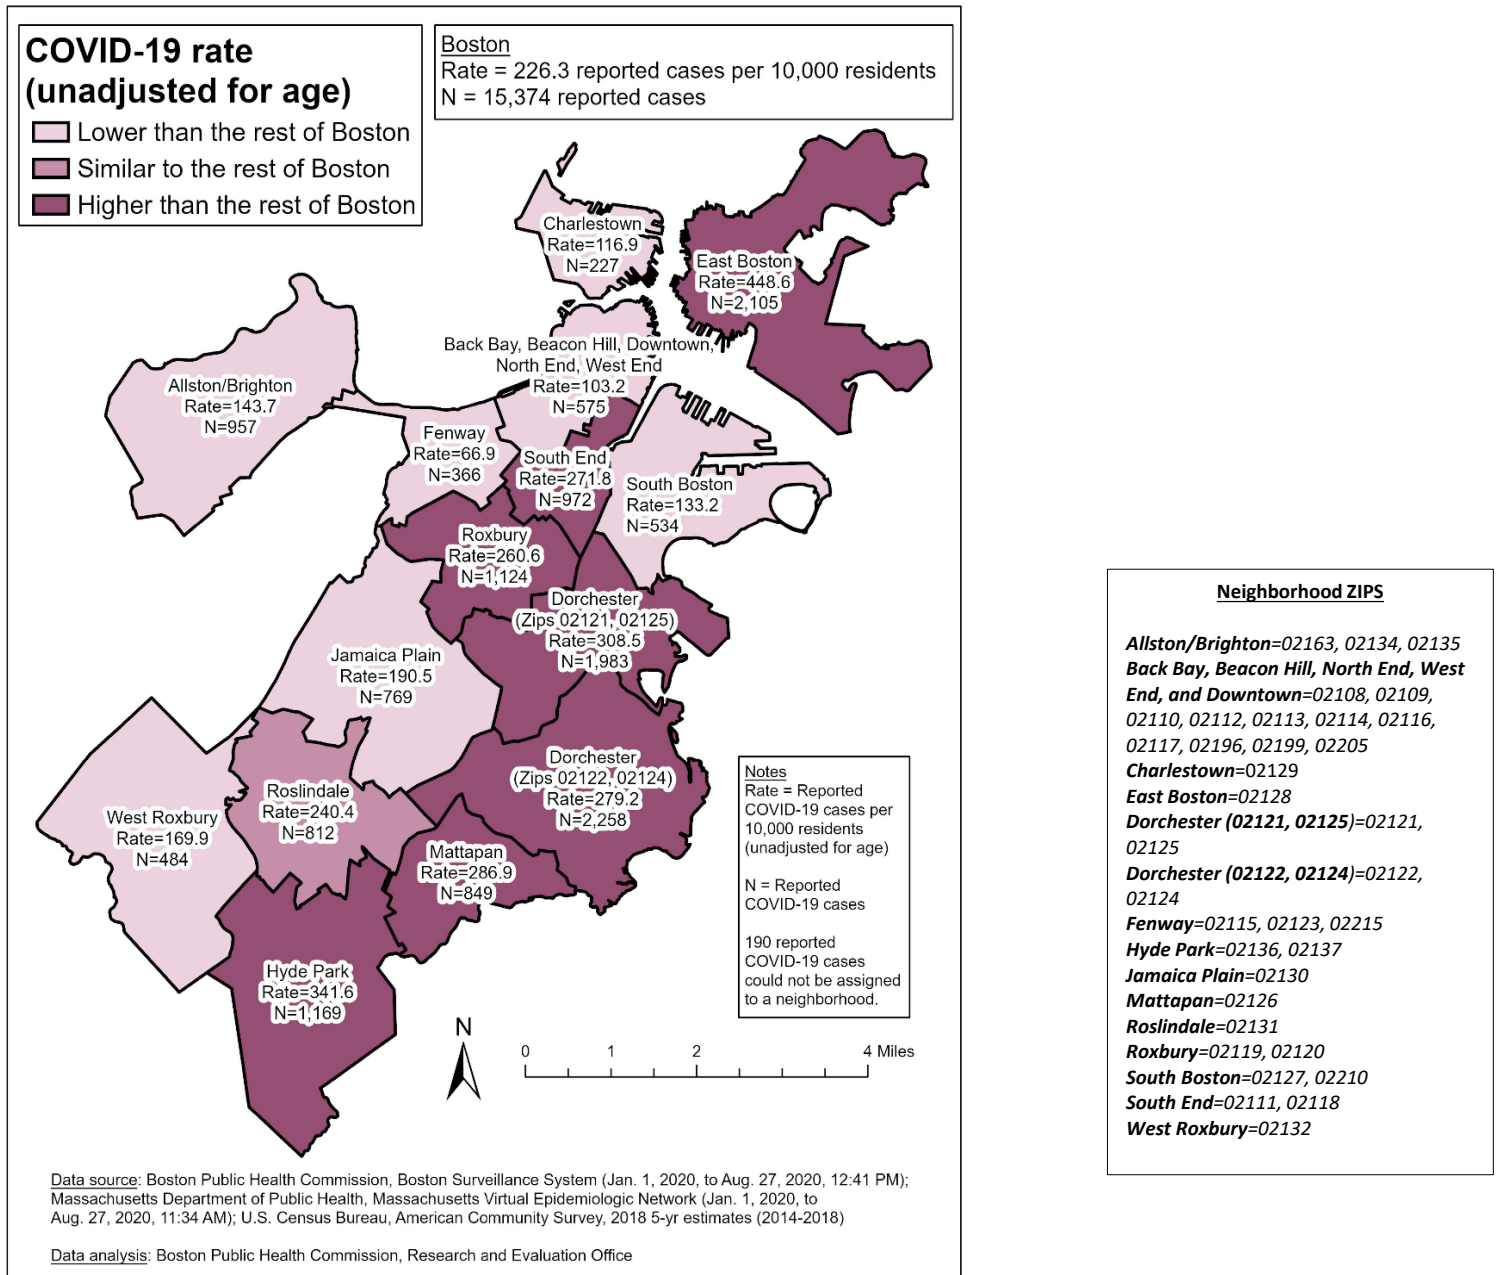 COVID-19 rate
(unadjusted for age)
Lower than the rest of Boston
Similar to the rest of Boston
Higher than the rest of Boston
Boston
Rate = 226.3 reported cases per 10,000 residents
N = 15,374 reported cases
Charlestown
Rate=116.9
N=227
East Boston
Rate=448.6
N=2,105
Back Bay, Beacon Hill, Downtown,
North End, West End
Rate=103.2
N=575
Allston/Brighton
Rate=143.7
N=957
Fenway
Rate=66.9
N=366
South End
Rate=271.8
N=972
South Boston
Rate=133.2
N=534
Roxbury
Rate=260.6
N=1,124
Dorchester
(Zips 02121, 02125)
Rate=308.5
N=1,983
Jamaica Plain
Rate=190.5
N=769
Dorchester
(Zips 02122, 02124)
Rate=279.2
N=2,258
Roslindale
Rate=240.4
N=812
West Roxbury
Rate=169.9
N=484
Mattapan
Rate=286.9
N=849
Hyde Park
Rate=341.6
N=1,169
Notes
Rate = Reported
COVID-19 cases per
10,000 residents
(unadjusted for age)
N = Reported
COVID-19 cases
190 reported
COVID-19 cases
could not be assigned
to a neighborhood.
N
0 1 2 4 Miles
Data source: Boston Public Health Commission, Boston Surveillance System (Jan. 1, 2020, to Aug. 27, 2020, 12:41 PM);
Massachusetts Department of Public Health, Massachusetts Virtual Epidemiologic Network (Jan. 1, 2020, to
Aug. 27, 2020, 11:34 AM); U.S. Census Bureau, American Community Survey, 2018 5-yr estimates (2014-2018)
Data analysis: Boston Public Health Commission, Research and Evaluation Office
Neighborhood ZIPS
Allston/Brighton=02163, 02134, 02135
Back Bay, Beacon Hill, North End, West
End, and Downtown=02108, 02109,
02110, 02112, 02113, 02114, 02116,
02117, 02196, 02199, 02205
Charlestown=02129
East Boston=02128
Dorchester (02121, 02125)=02121,
02125
Dorchester (02122, 02124)=02122,
02124
Fenway=02115, 02123, 02215
Hyde Park=02136, 02137
Jamaica Plain=02130
Mattapan=02126
Roslindale=02131
Roxbury=02119, 02120
South Boston=02127, 02210
South End=02111, 02118
West Roxbury=02132